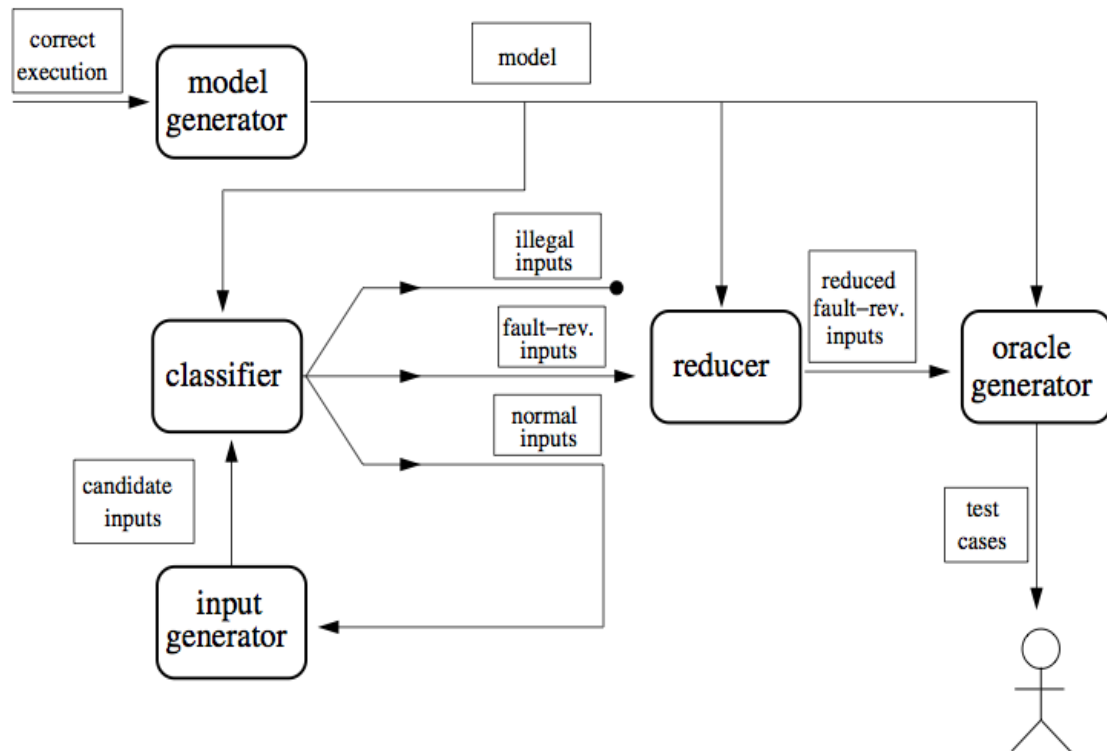 correct
execution
model
generator
model
illegal
inputs
fault-rev.
inputs
normal
inputs
classifier
reducer
reduced
fault-rev.
inputs
oracle
generator
candidate
inputs
input
generator
test
cases